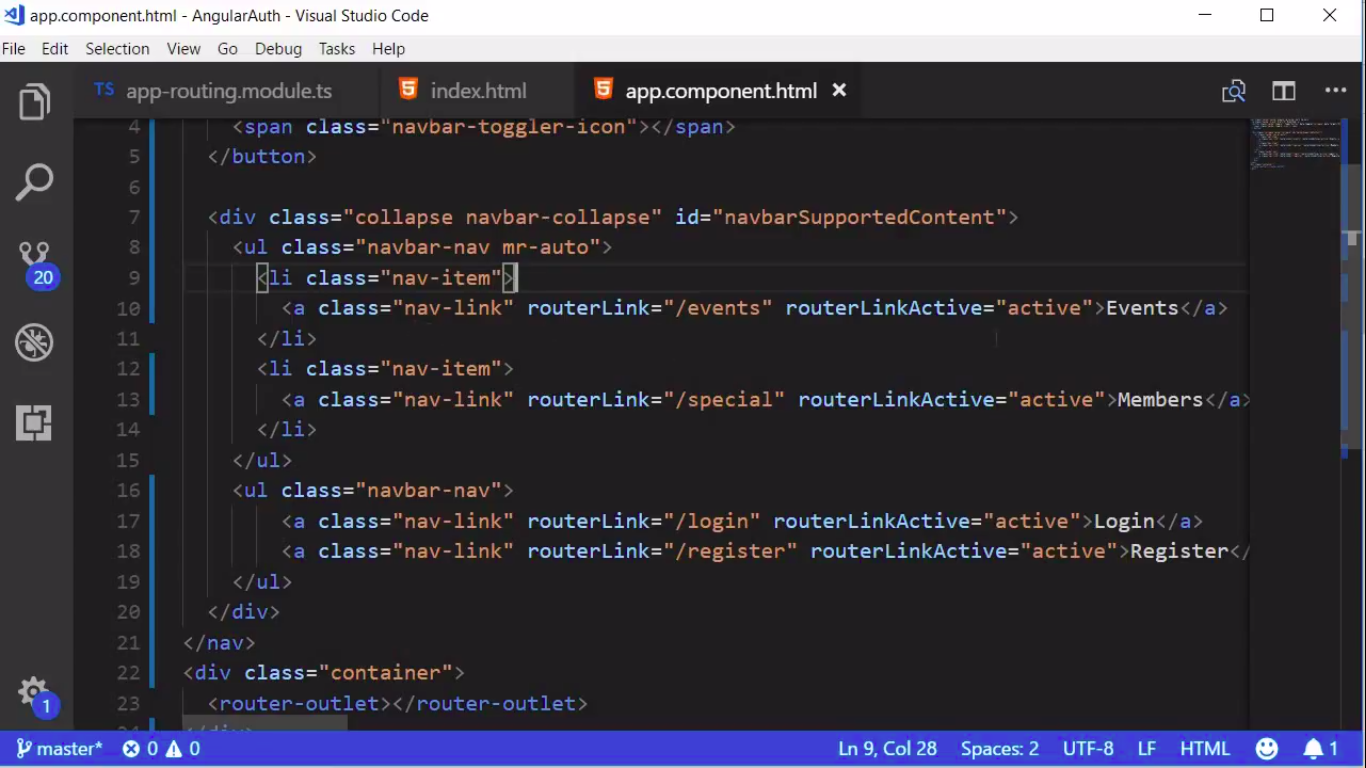 app.component.html - AngularAuth - Visual Studio Code
File Edit Selection View Go Debug Tasks Help
TS app-routing.module.ts index.html app.component.html
4 <span class="navbar-toggler-icon"></span>
5 </button>
6
7 <div class="collapse navbar-collapse" id="navbarSupportedContent">
8 <ul class="navbar-nav mr-auto">
9 <li class="nav-item">
10 <a class="nav-link" routerLink="/events" routerLinkActive="active">Events</a>
11 </li>
12 <li class="nav-item">
13 <a class="nav-link" routerLink="/special" routerLinkActive="active">Members</a>
14 </li>
15 </ul>
16 <ul class="navbar-nav">
17 <a class="nav-link" routerLink="/login" routerLinkActive="active">Login</a>
18 <a class="nav-link" routerLink="/register" routerLinkActive="active">Register</
19 </ul>
20 </div>
21 </nav>
22 <div class="container">
23 <router-outlet></router-outlet>
24 </div>
20
1
master* 0 0 Ln 9, Col 28 Spaces: 2 UTF-8 LF HTML 1